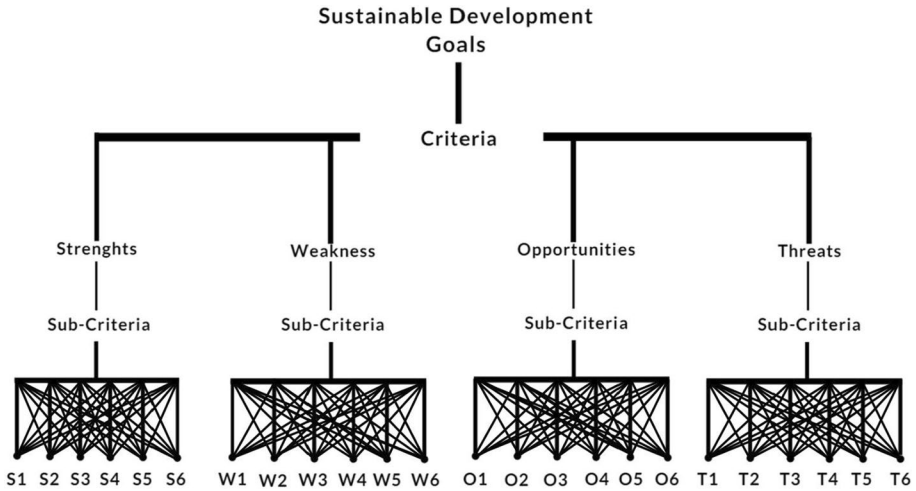 Sustainable Development
Goals
Criteria
Strenghts Weakness Opportunities Threats
Sub-Criteria Sub-Criteria Sub-Criteria Sub-Criteria
S1 S2 S3 S4 S5 S6 W1 W2 W3 W4 W5 W6 O1 O2 O3 O4 O5 O6 T1 T2 T3 T4 T5 T6